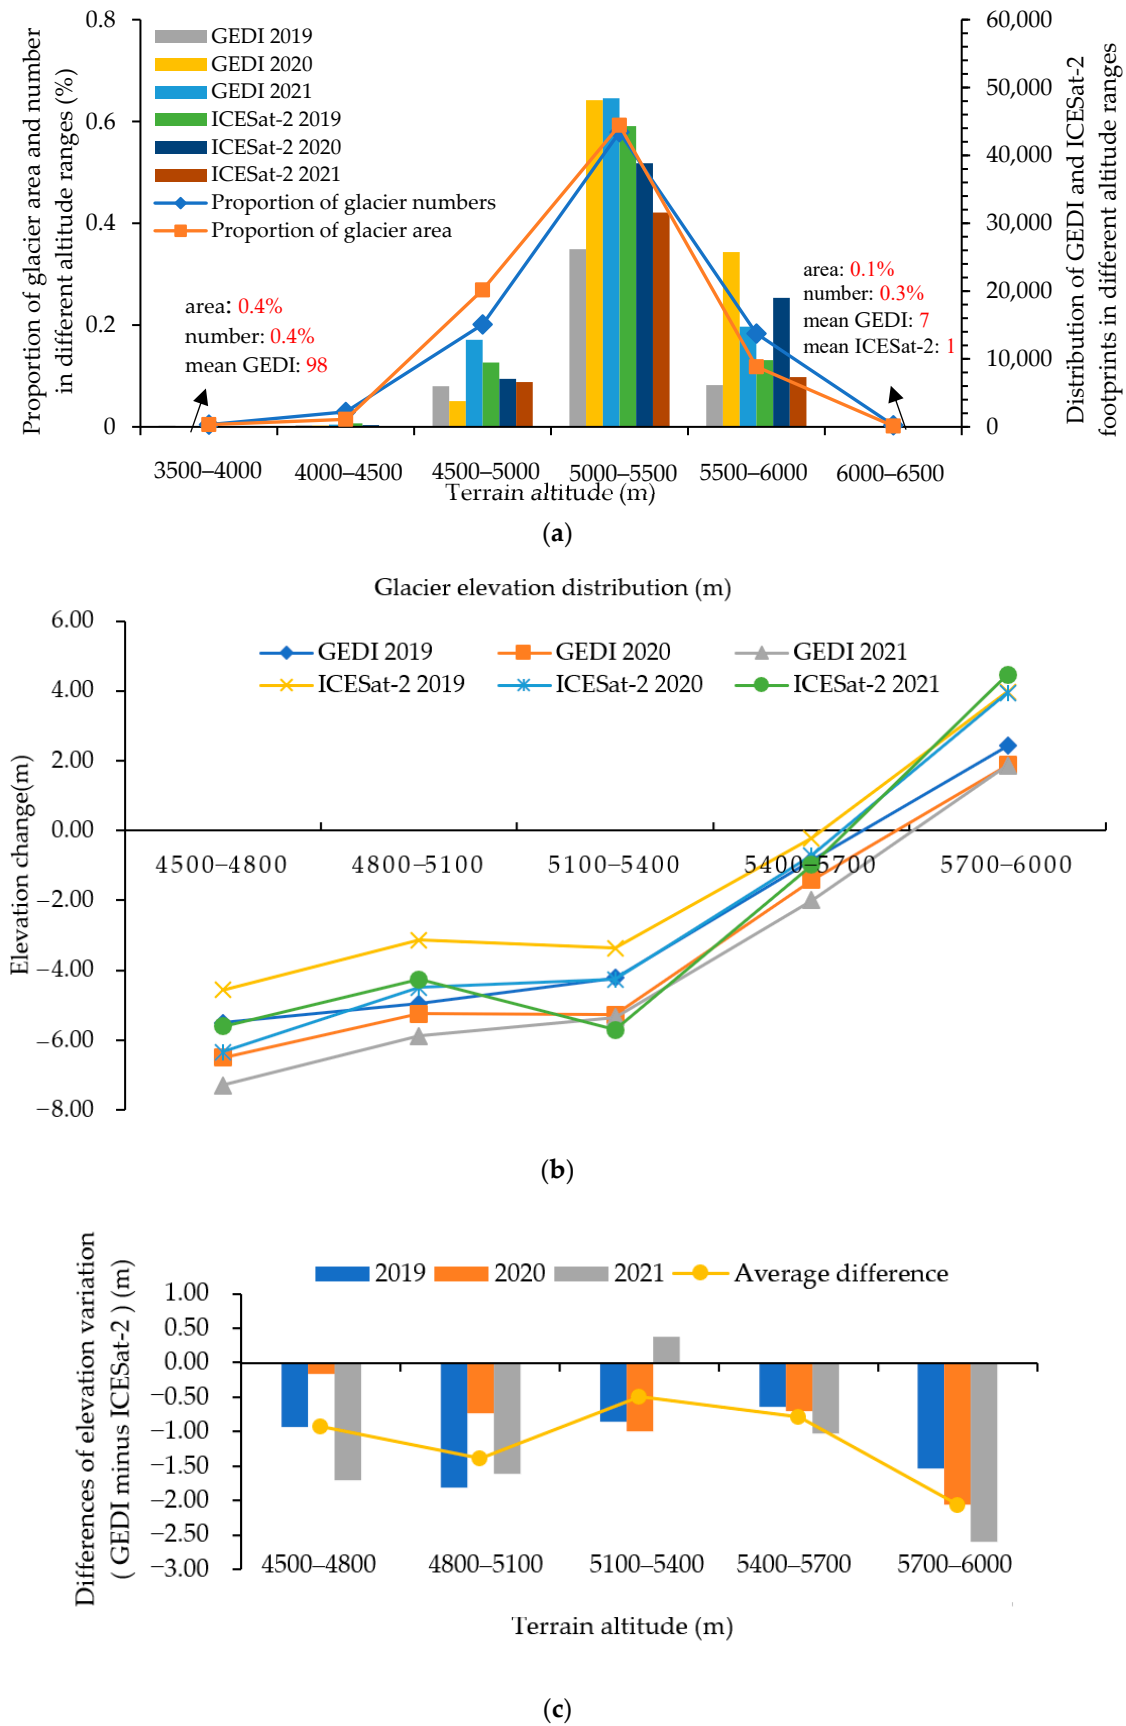 Proportion of glacier area and number
in different altitude ranges (%)
0.8
0.6
0.4
0.2
0
GEDI 2019
GEDI 2020
GEDI 2021
ICESat-2 2019
ICESat-2 2020
ICESat-2 2021
Proportion of glacier numbers
Proportion of glacier area
area: 0.4%
number: 0.4%
mean GEDI: 98
area: 0.1%
number: 0.3%
mean GEDI: 7
mean ICESat-2: 1
60,000
50,000
40,000
30,000
20,000
10,000
0
Distribution of GEDI and ICESat-2
footprints in different altitude ranges
3500–4000 4000–4500 4500–5000 5000–5500 5500–6000 6000–6500
Terrain altitude (m)
(a)
Glacier elevation distribution (m)
Elevation change(m)
6.00
4.00
2.00
0.00
−2.00
−4.00
−6.00
−8.00
GEDI 2019 GEDI 2020 GEDI 2021
ICESat-2 2019 ICESat-2 2020 ICESat-2 2021
4500–4800 4800–5100 5100–5400 5400–5700 5700–6000
(b)
Differences of elevation variation
( GEDI minus ICESat-2 ) (m)
2019 2020 2021 Average difference
1.00
0.50
0.00
−0.50
−1.00
−1.50
−2.00
−2.50
−3.00
4500–4800 4800–5100 5100–5400 5400–5700 5700–6000
Terrain altitude (m)
(c)